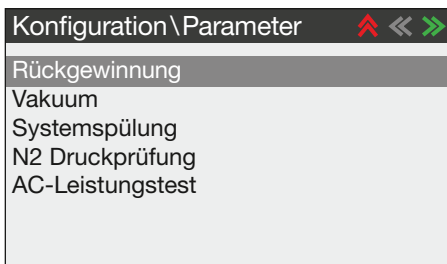 Konfiguration\Parameter
Rückgewinnung
Vakuum
Systemspülung
N2 Druckprüfung
AC-Leistungstest